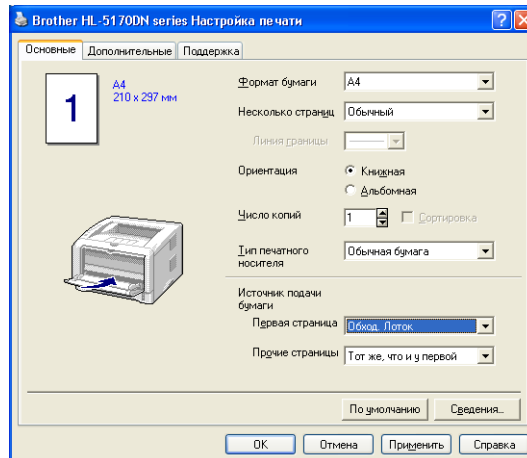 Brother HL-5170DN series Настройка печати
Основные Дополнительные Поддержка
1
A4
210 x 297 мм
Формат бумаги A4
Несколько страниц Обычный
Линия границы
Ориентация Книжная
Альбомная
Число копий 1 Сортировка
Тип печатного
носителя Обычная бумага
Источник подачи
бумаги
Первая страница Обход. Лоток
Прочие страницы Тот же, что и у первой
По умолчанию Сведения...
OK Отмена Применить Справка